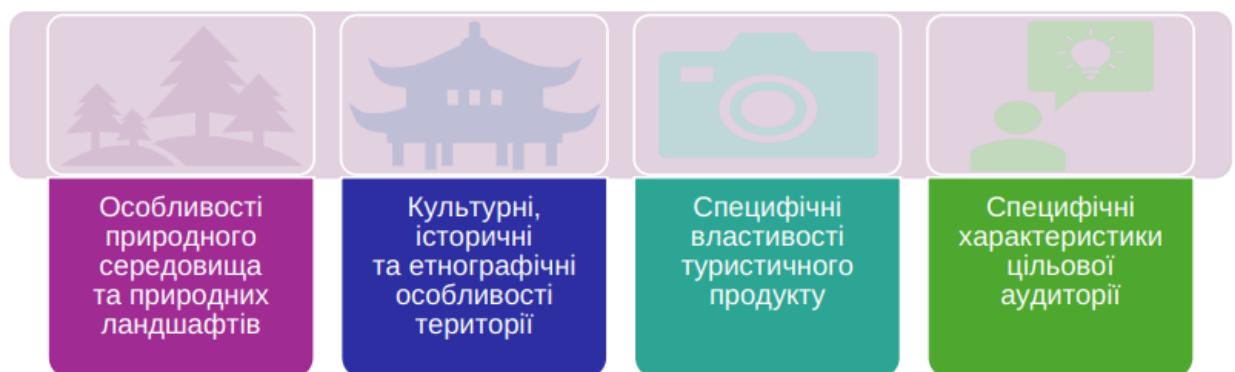 Особливості
природного
середовища
та природних
ландшафтів
Культурні,
історичні
та етнографічні
особливості
території
Специфічні
властивості
туристичного
продукту
Специфічні
характеристики
цільової
аудиторії